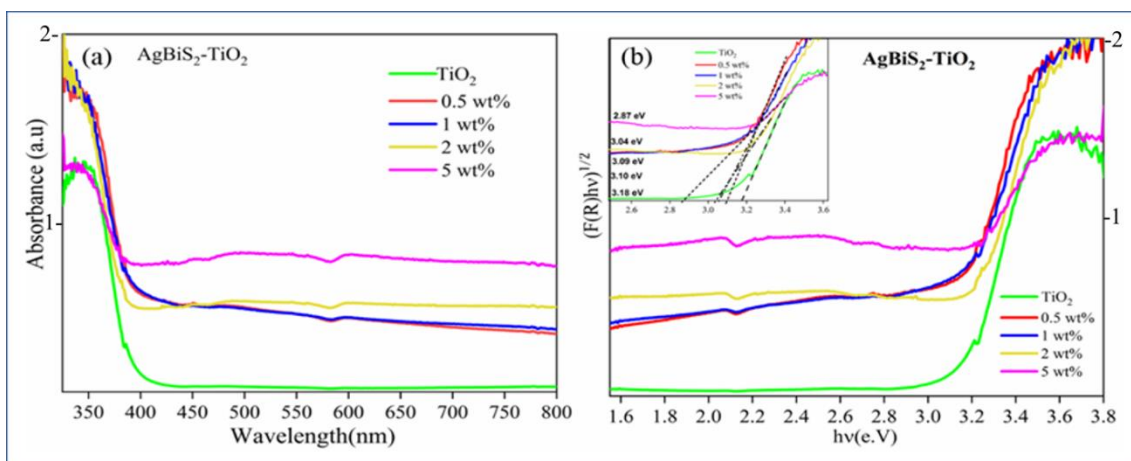 2-
(a)
AgBiS₂-TiO₂
TiO₂
0.5 wt%
1 wt%
2 wt%
5 wt%
1
Absorbance (a.u)
350 400 450 500 550 600 650 700 750 800
Wavelength(nm)
(b)
AgBiS₂-TiO₂
TiO₂
0.5 wt%
1 wt%
2 wt%
5 wt%
2.87 eV
3.04 eV
3.09 eV
3.10 eV
3.18 eV
2.6 2.8 3.0 3.2 3.4 3.6
-2
-1
(F(R)hν)^1/2
TiO₂
0.5 wt%
1 wt%
2 wt%
5 wt%
1.6 1.8 2.0 2.2 2.4 2.6 2.8 3.0 3.2 3.4 3.6 3.8
hν(e.V)